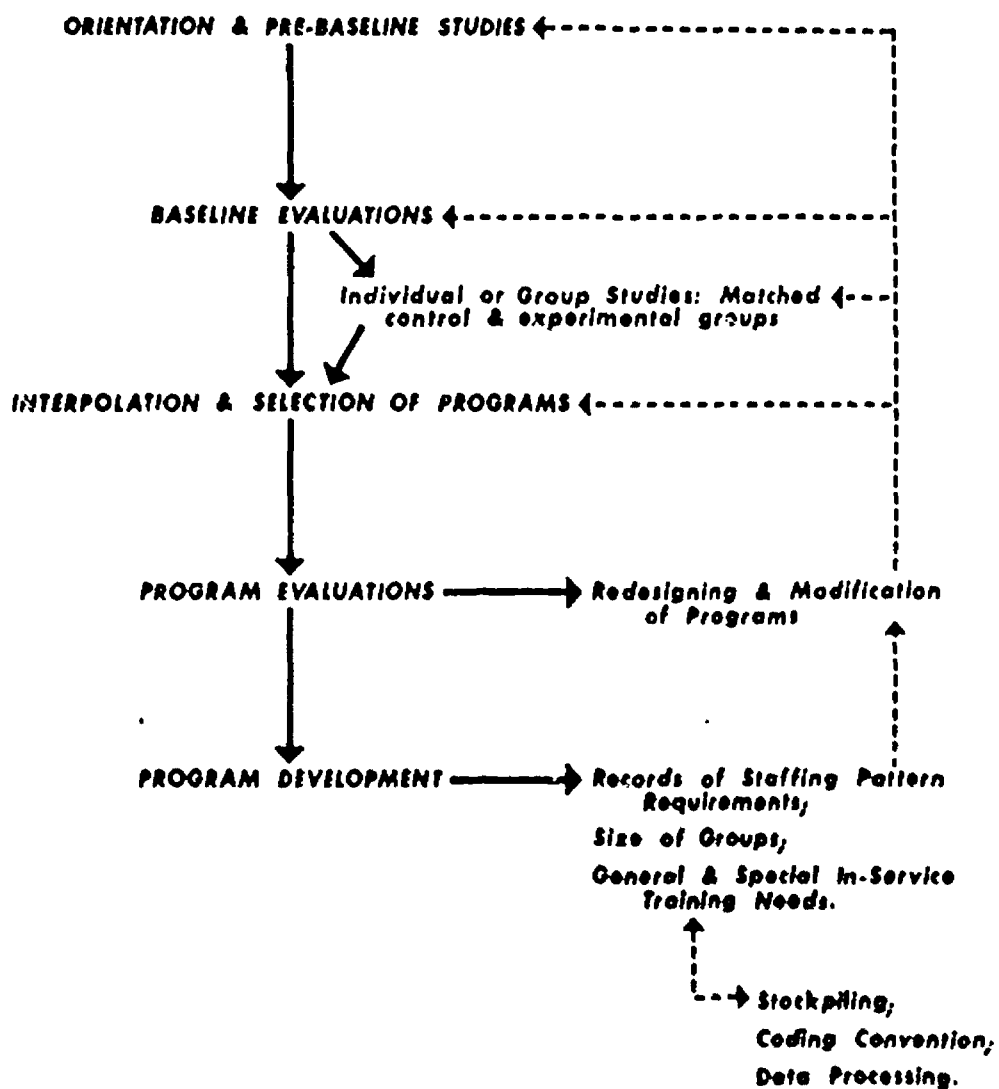 ORIENTATION & PRE-BASELINE STUDIES
BASELINE EVALUATIONS
Individual or Group Studies: Matched
control & experimental groups
INTERPOLATION & SELECTION OF PROGRAMS
PROGRAM EVALUATIONS
Redesigning & Modification
of Programs
PROGRAM DEVELOPMENT
Records of Staffing Pattern
Requirements;
Size of Groups;
General & Special In-Service
Training Needs.
Stockpiling;
Coding Convention;
Data Processing.